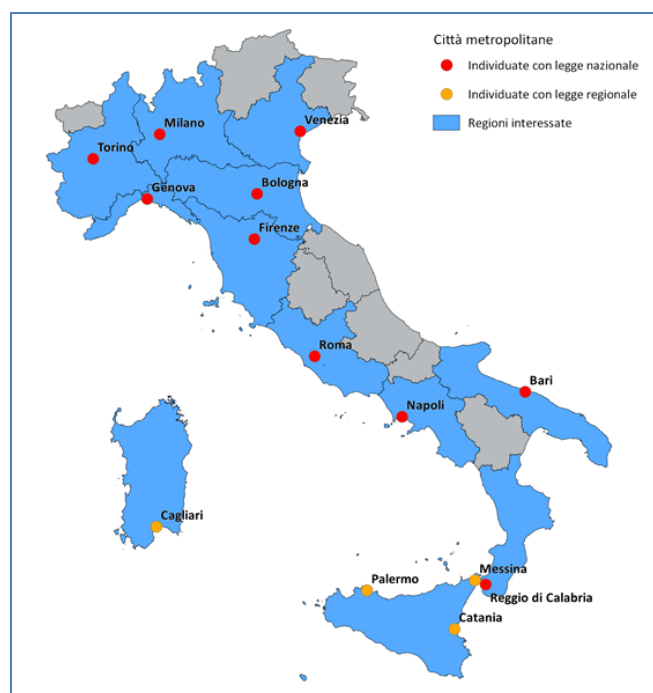 Città metropolitane
Individuate con legge nazionale
Individuate con legge regionale
Regioni interessate
Milano
Venezia
Torino
Genova
Bologna
Firenze
Roma
Bari
Napoli
Cagliari
Messina
Palermo
Reggio di Calabria
Catania